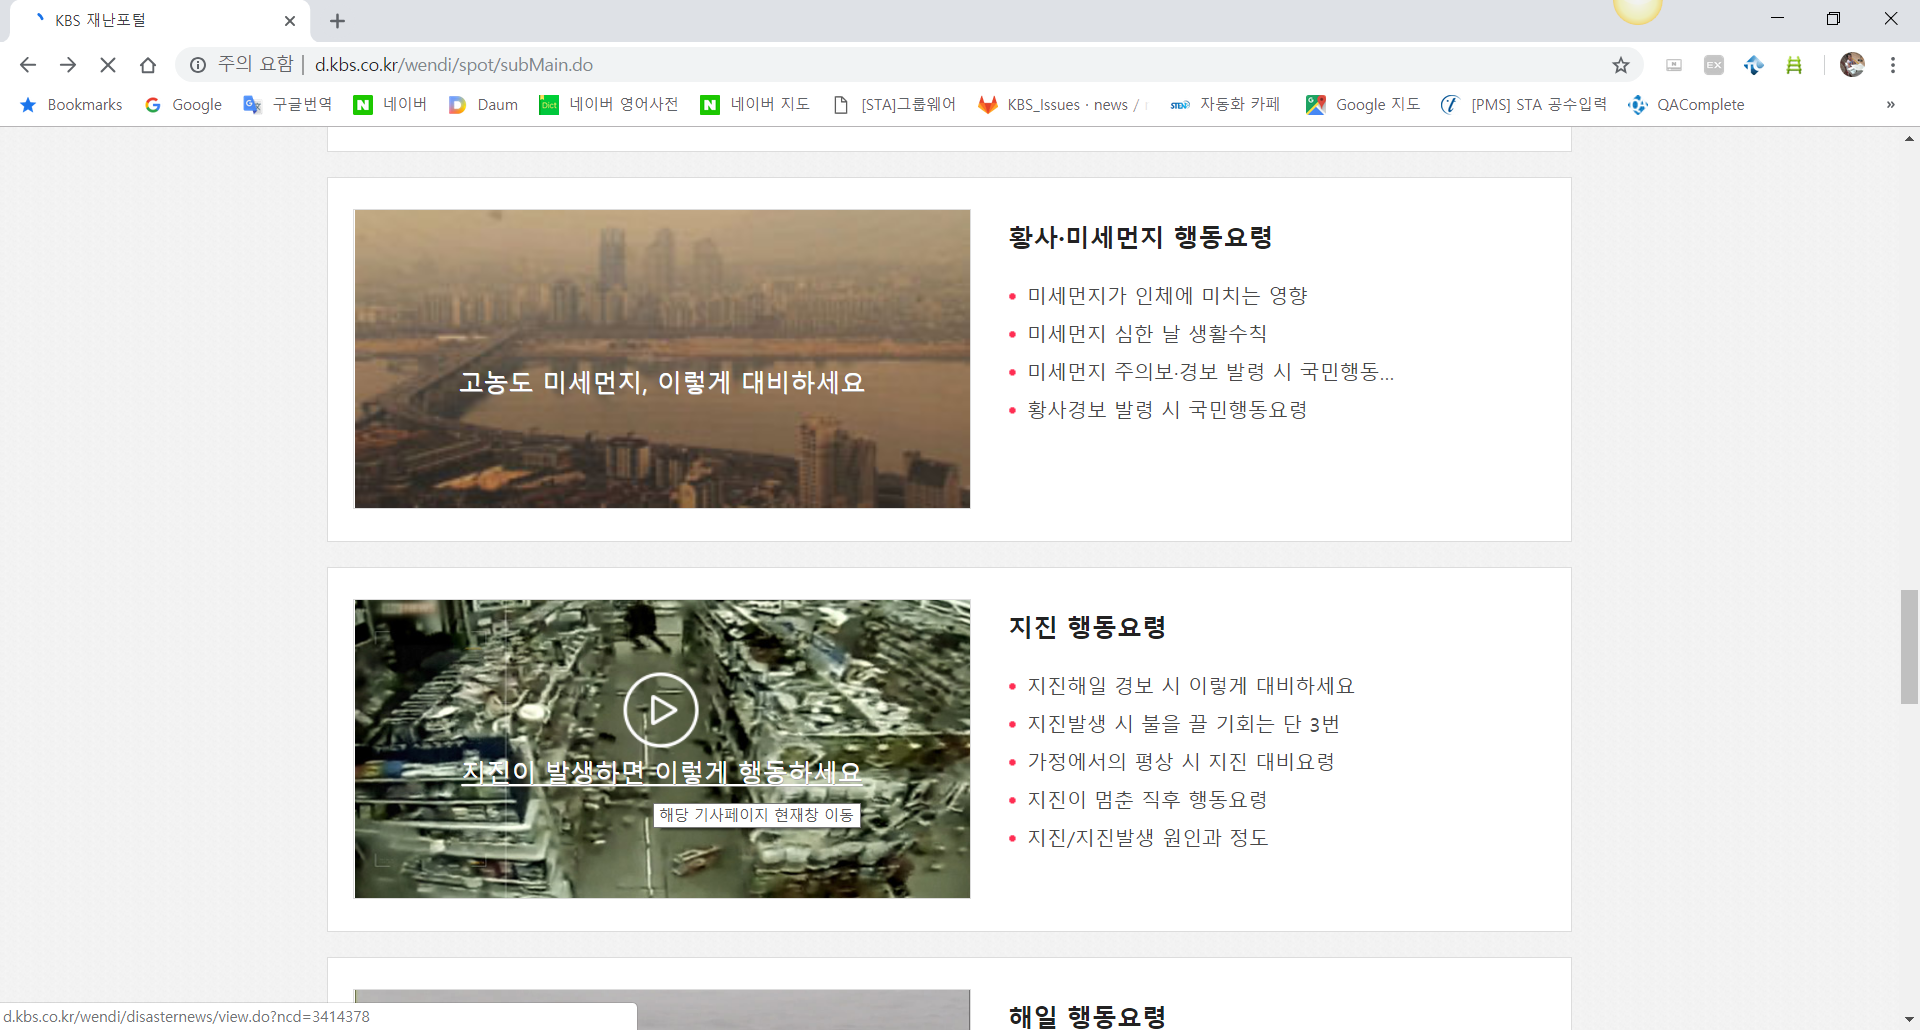 KBS 재난포털
주의 요함 | d.kbs.co.kr/wendi/spot/subMain.do
Bookmarks Google 구글번역 네이버 Daum 네이버 영어사전 네이버 지도 [STA]그룹웨어 KBS_Issues · news / 자동화 카페 Google 지도 [PMS] STA 공수입력 QAComplete »
고농도 미세먼지, 이렇게 대비하세요
황사·미세먼지 행동요령
미세먼지가 인체에 미치는 영향
미세먼지 심한 날 생활수칙
미세먼지 주의보·경보 발령 시 국민행동...
황사경보 발령 시 국민행동요령
지진이 발생하면 이렇게 행동하세요
해당 기사페이지 현재창 이동
지진 행동요령
지진해일 경보 시 이렇게 대비하세요
지진발생 시 불을 끌 기회는 단 3번
가정에서의 평상 시 지진 대비요령
지진이 멈춘 직후 행동요령
지진/지진발생 원인과 정도
해일 행동요령
d.kbs.co.kr/wendi/disasternews/view.do?ncd=3414378